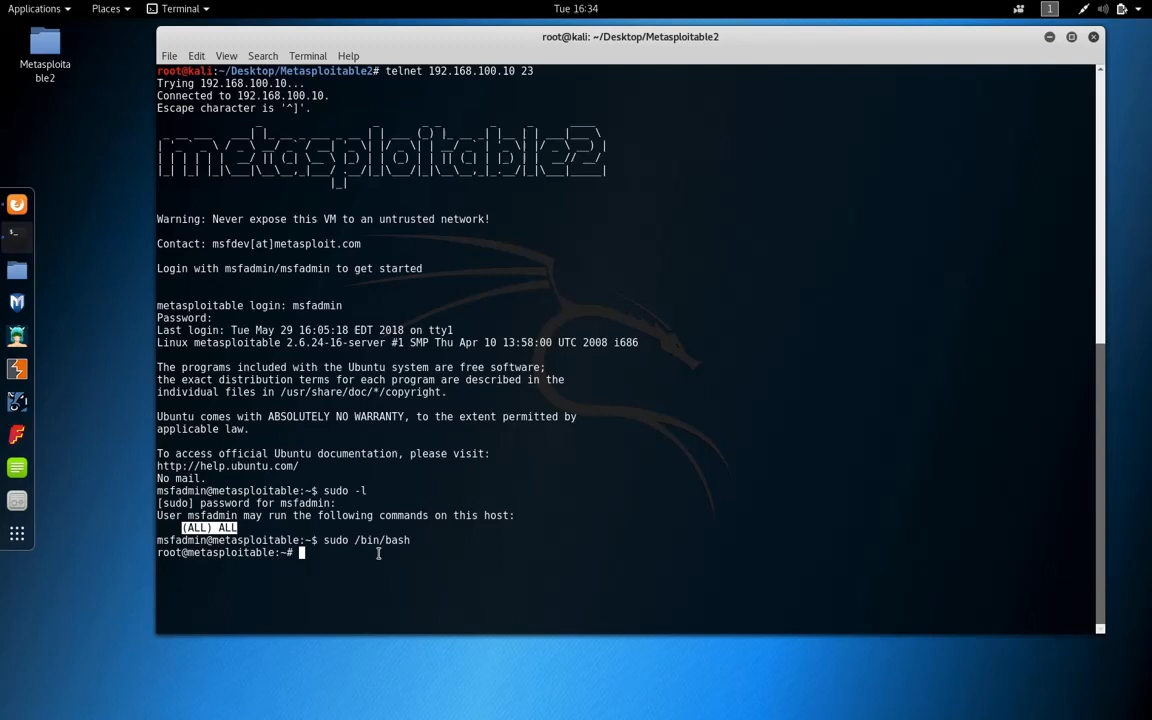 Applications
Places
Terminal
Tue 16:34
1
Metasploita
ble2
root@kali: ~/Desktop/Metasploitable2
File Edit View Search Terminal Help
root@kali:~/Desktop/Metasploitable2# telnet 192.168.100.10 23
Trying 192.168.100.10...
Connected to 192.168.100.10.
Escape character is '^]'.
metasploitable2
Warning: Never expose this VM to an untrusted network!
Contact: msfdev[at]metasploit.com
Login with msfadmin/msfadmin to get started
metasploitable login: msfadmin
Password:
Last login: Tue May 29 16:05:18 EDT 2018 on tty1
Linux metasploitable 2.6.24-16-server #1 SMP Thu Apr 10 13:58:00 UTC 2008 i686
The programs included with the Ubuntu system are free software;
the exact distribution terms for each program are described in the
individual files in /usr/share/doc/*/copyright.
Ubuntu comes with ABSOLUTELY NO WARRANTY, to the extent permitted by
applicable law.
To access official Ubuntu documentation, please visit:
http://help.ubuntu.com/
No mail.
msfadmin@metasploitable:~$ sudo -l
[sudo] password for msfadmin:
User msfadmin may run the following commands on this host:
(ALL) ALL
msfadmin@metasploitable:~$ sudo /bin/bash
root@metasploitable:~#